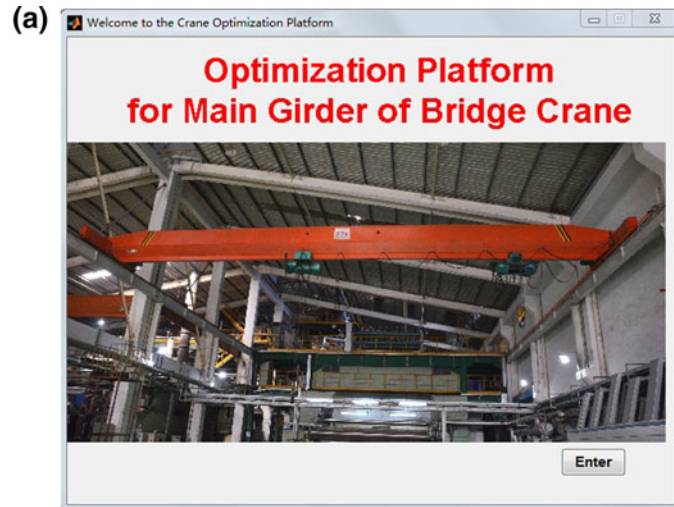 (a)
Welcome to the Crane Optimization Platform
Optimization Platform
for Main Girder of Bridge Crane
Enter